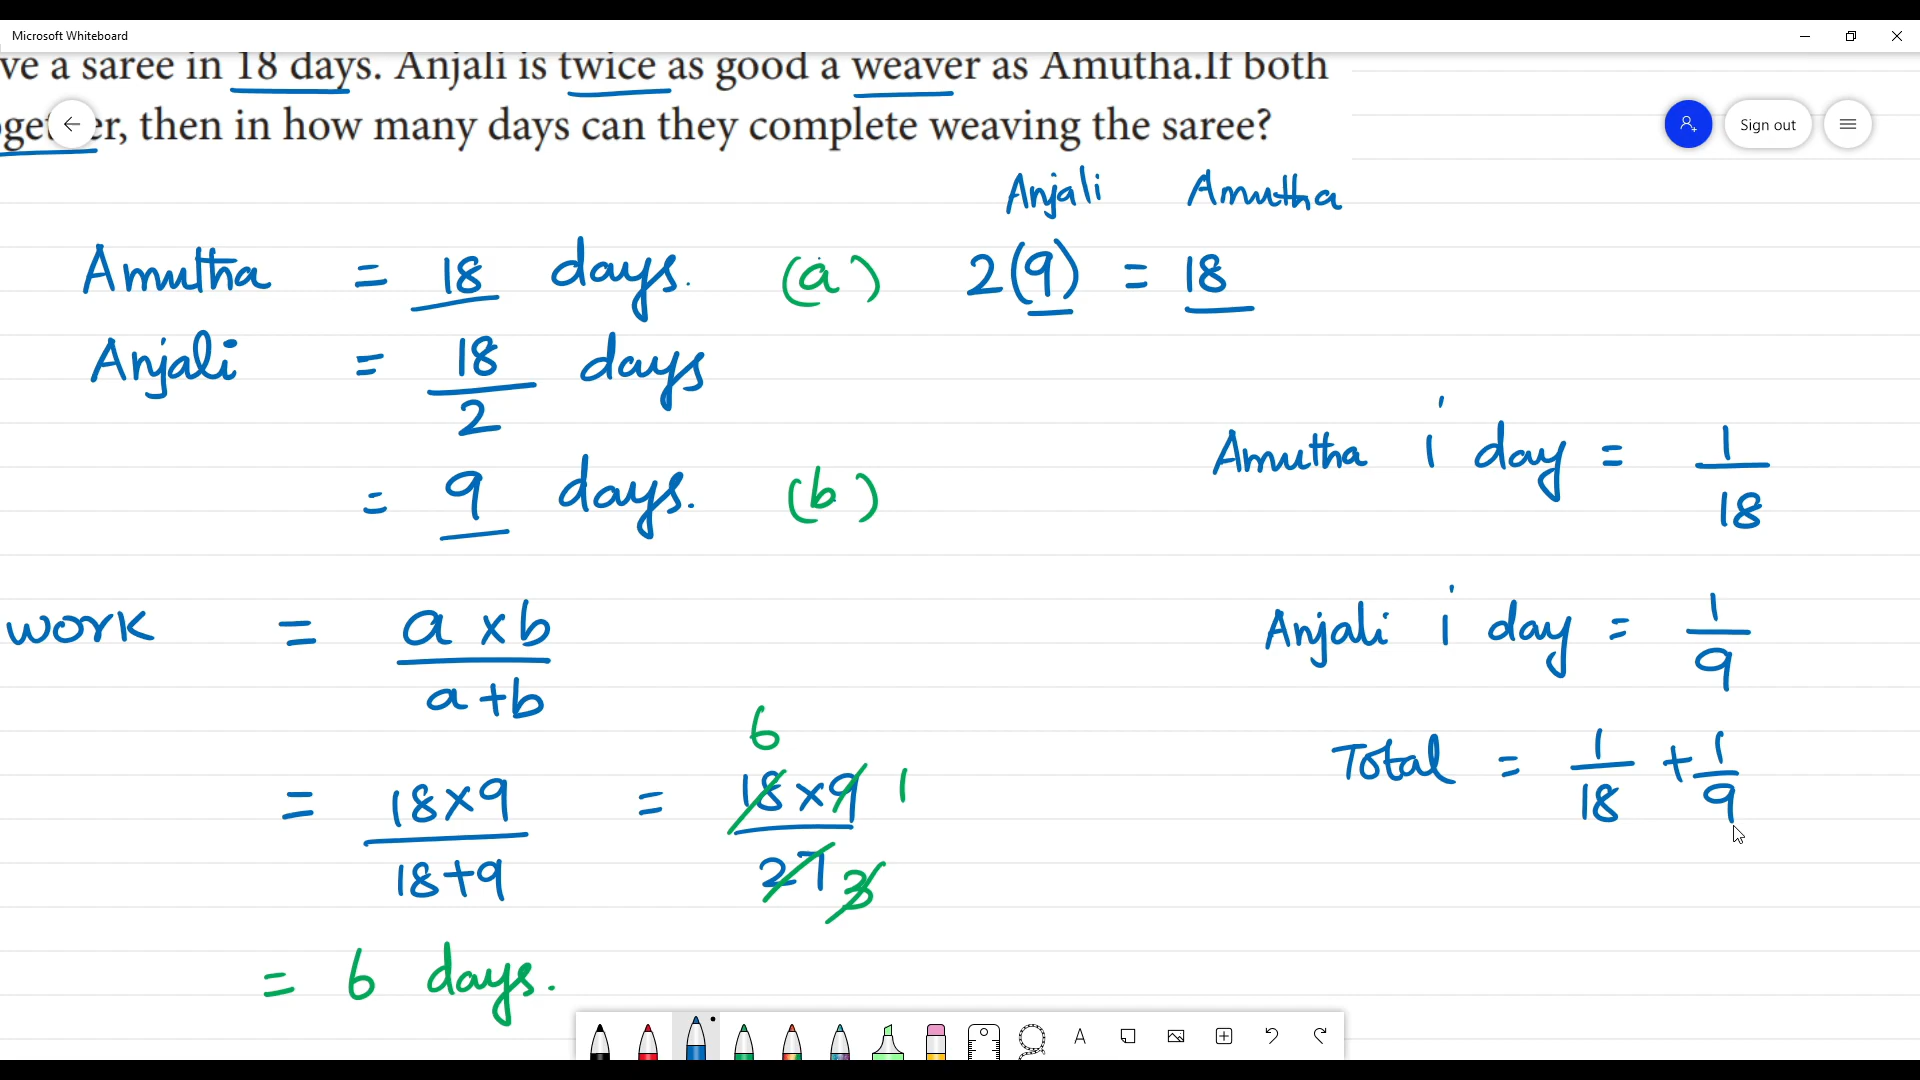 Microsoft Whiteboard
ve a saree in 18 days. Anjali is twice as good a weaver as Amutha.If both
er, then in how many days can they complete weaving the saree?
Sign out
Anjali Amutha
Amutha = 18 days. (a) 2(9) = 18
Anjali = 18/2 days
= 9 days. (b)
Amutha 1 day = 1/18
work = a×b/a+b
Anjali 1 day = 1/9
= 18×9/18+9 = 18×9/27 6 1 3
Total = 1/18 + 1/9
= 6 days.
A